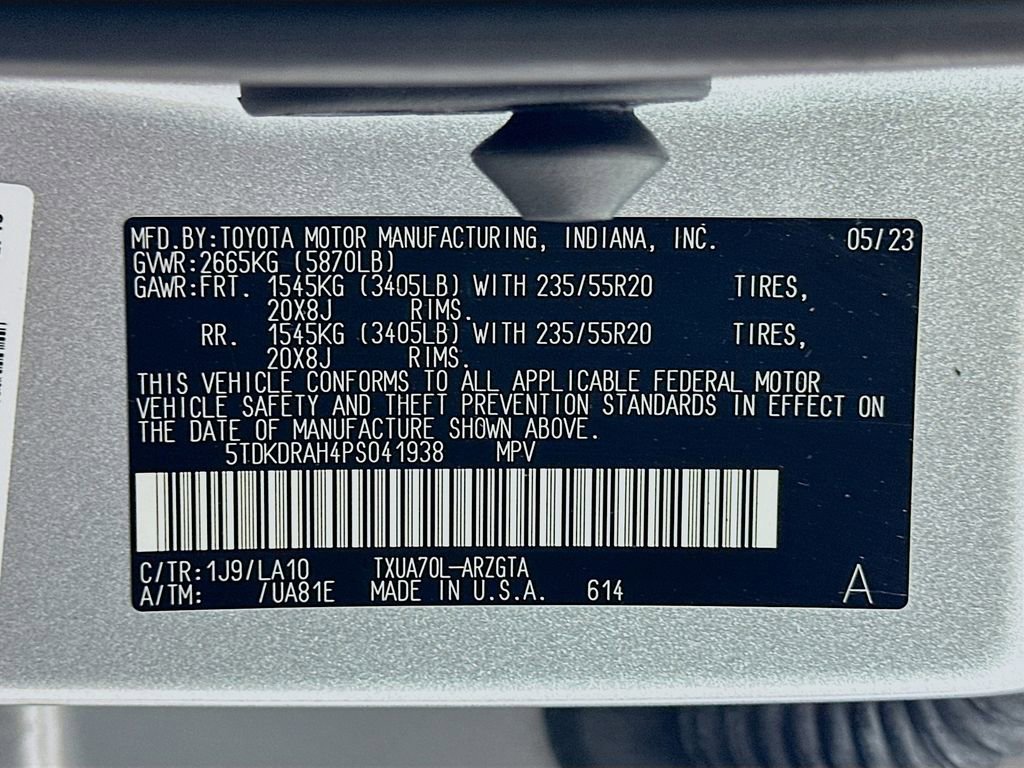 MFD.BY:TOYOTA MOTOR MANUFACTURING, INDIANA, INC. 05/23
GVWR:2665KG (5870LB)
GAWR:FRT. 1545KG (3405LB) WITH 235/55R20 TIRES,
20X8J RIMS.
RR. 1545KG (3405LB) WITH 235/55R20 TIRES,
20X8J RIMS.
THIS VEHICLE CONFORMS TO ALL APPLICABLE FEDERAL MOTOR
VEHICLE SAFETY AND THEFT PREVENTION STANDARDS IN EFFECT ON
THE DATE OF MANUFACTURE SHOWN ABOVE.
5TDKDRAH4PS041938 MPV
C/TR:1J9/LA10 TXUA70L-ARZGTA
A/TM: /UA81E MADE IN U.S.A. 614 A